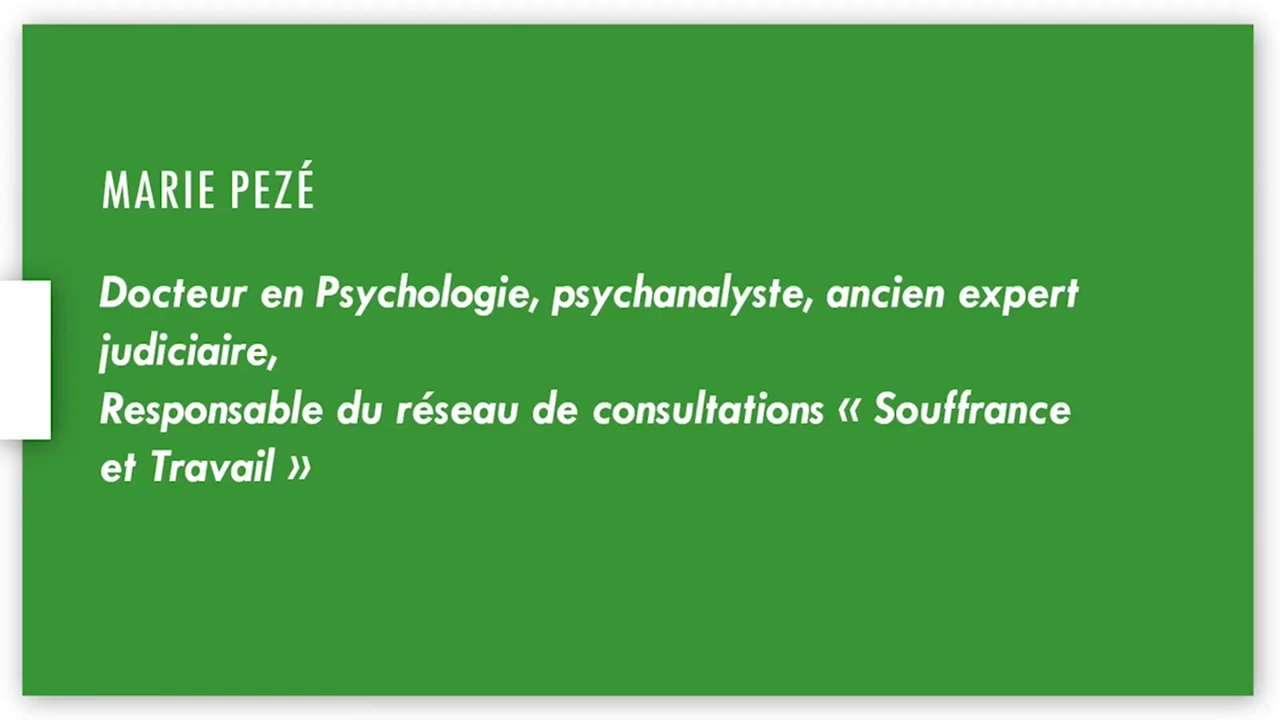 MARIE PEZÉ
Docteur en Psychologie, psychanalyste, ancien expert
judiciaire,
Responsable du réseau de consultations « Souffrance
et Travail »